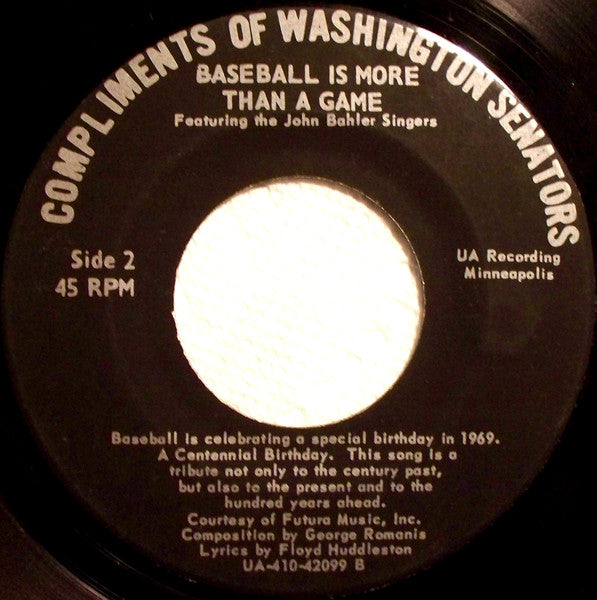 COMPLIMENTS OF WASHINGTON SENATORS
BASEBALL IS MORE
THAN A GAME
Featuring the John Bahler Singers
Side 2
45 RPM
UA Recording
Minneapolis
Baseball is celebrating a special birthday in 1969.
A Centennial Birthday. This song is a
tribute not only to the century past,
but also to the present and to the
hundred years ahead.
Courtesy of Futura Music, Inc.
Composition by George Romanis
Lyrics by Floyd Huddleston
UA-410-42099 B